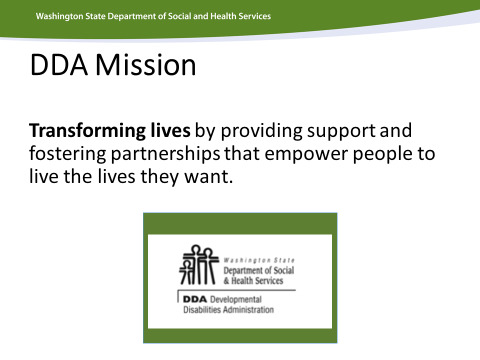 Washington State Department of Social and Health Services
DDA Mission
Transforming lives by providing support and
fostering partnerships that empower people to
live the lives they want.
Washington State
Department of Social
& Health Services
DDA Developmental
Disabilities Administration